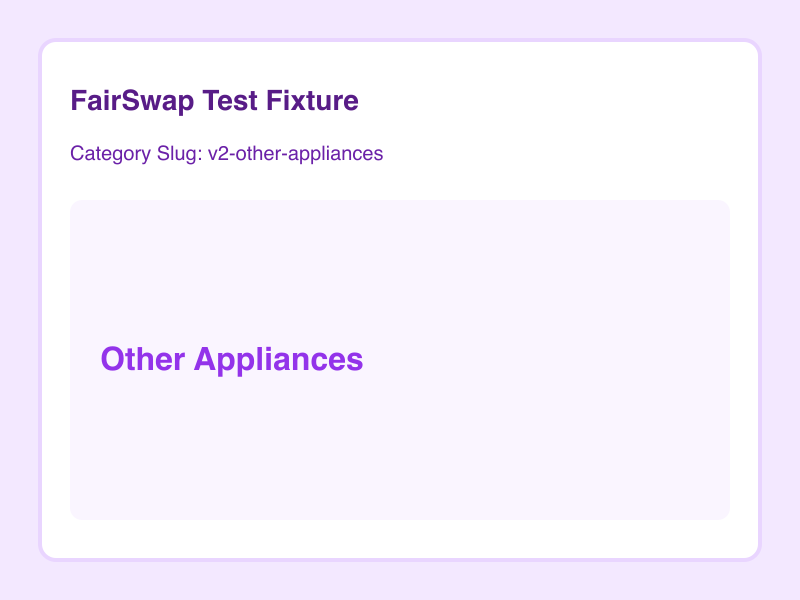 FairSwap Test Fixture
Category Slug: v2-other-appliances
Other Appliances